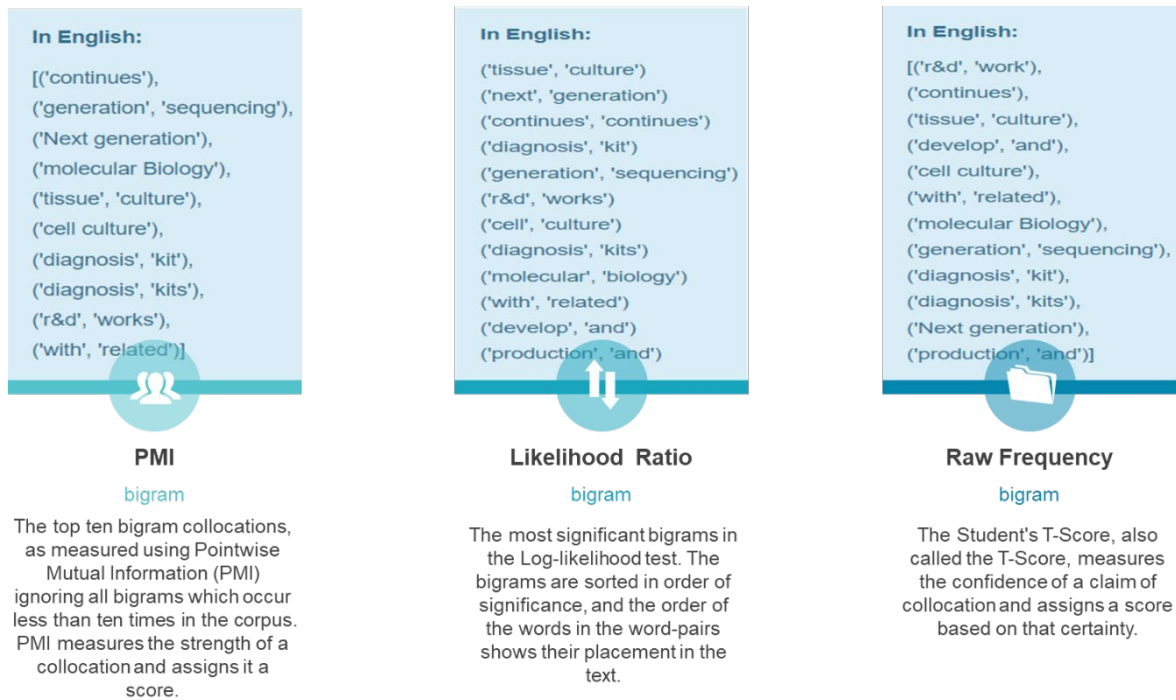 In English:
[('continues'),
('generation', 'sequencing'),
('Next generation'),
('molecular Biology'),
('tissue', 'culture'),
('cell culture'),
('diagnosis', 'kit'),
('diagnosis', 'kits'),
('r&d', 'works'),
('with', 'related')]
PMI
bigram
The top ten bigram collocations,
as measured using Pointwise
Mutual Information (PMI)
ignoring all bigrams which occur
less than ten times in the corpus.
PMI measures the strength of a
collocation and assigns it a
score.
In English:
('tissue', 'culture')
('next', 'generation')
('continues', 'continues')
('diagnosis', 'kit')
('generation', 'sequencing')
('r&d', 'works')
('cell', 'culture')
('diagnosis', 'kits')
('molecular', 'biology')
('with', 'related')
('develop', 'and')
('production', 'and')
Likelihood Ratio
bigram
The most significant bigrams in
the Log-likelihood test. The
bigrams are sorted in order of
significance, and the order of
the words in the word-pairs
shows their placement in the
text.
In English:
[('r&d', 'work'),
('continues'),
('tissue', 'culture'),
('develop', 'and'),
('cell culture'),
('with', 'related'),
('molecular Biology'),
('generation', 'sequencing'),
('diagnosis', 'kit'),
('diagnosis', 'kits'),
('Next generation'),
('production', 'and')]
Raw Frequency
bigram
The Student's T-Score, also
called the T-Score, measures
the confidence of a claim of
collocation and assigns a score
based on that certainty.